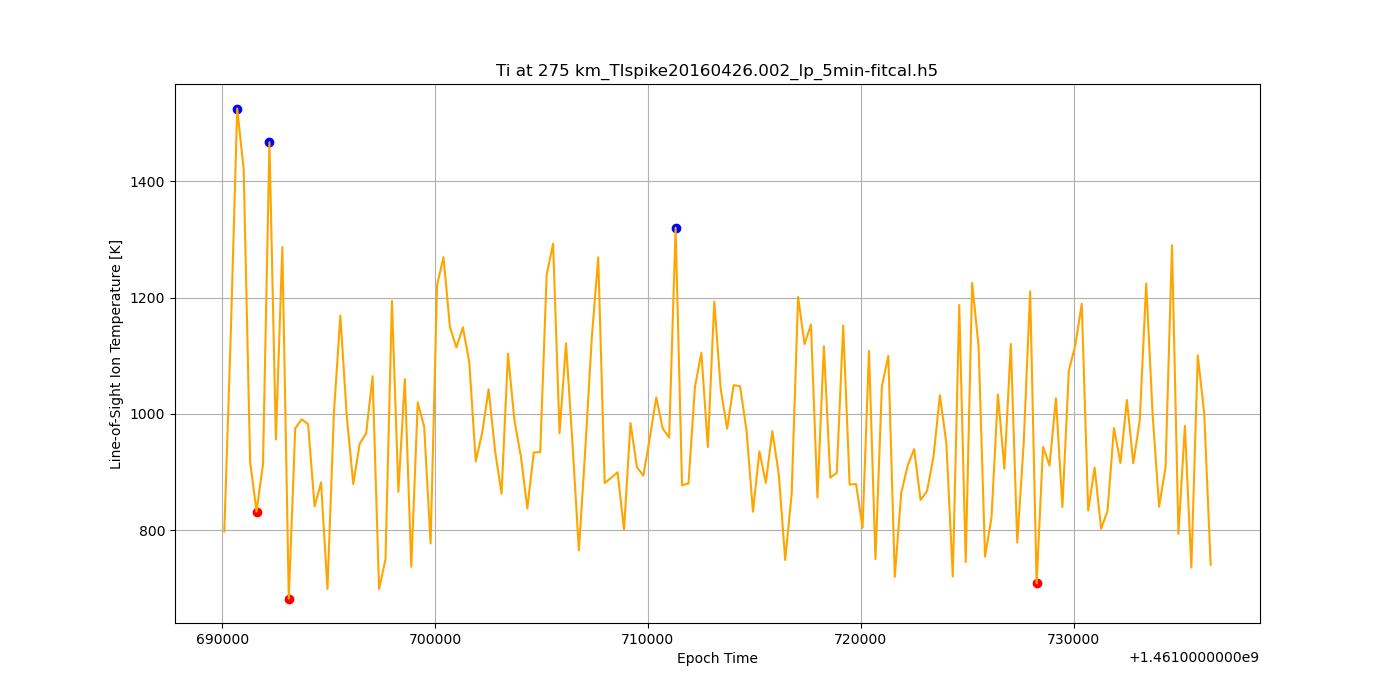 Ti at 275 km_TIspike20160426.002_lp_5min-fitcal.h5
Line-of-Sight Ion Temperature [K]
1400
1200
1000
800
690000 700000 710000 720000 730000
Epoch Time
+1.4610000000e9